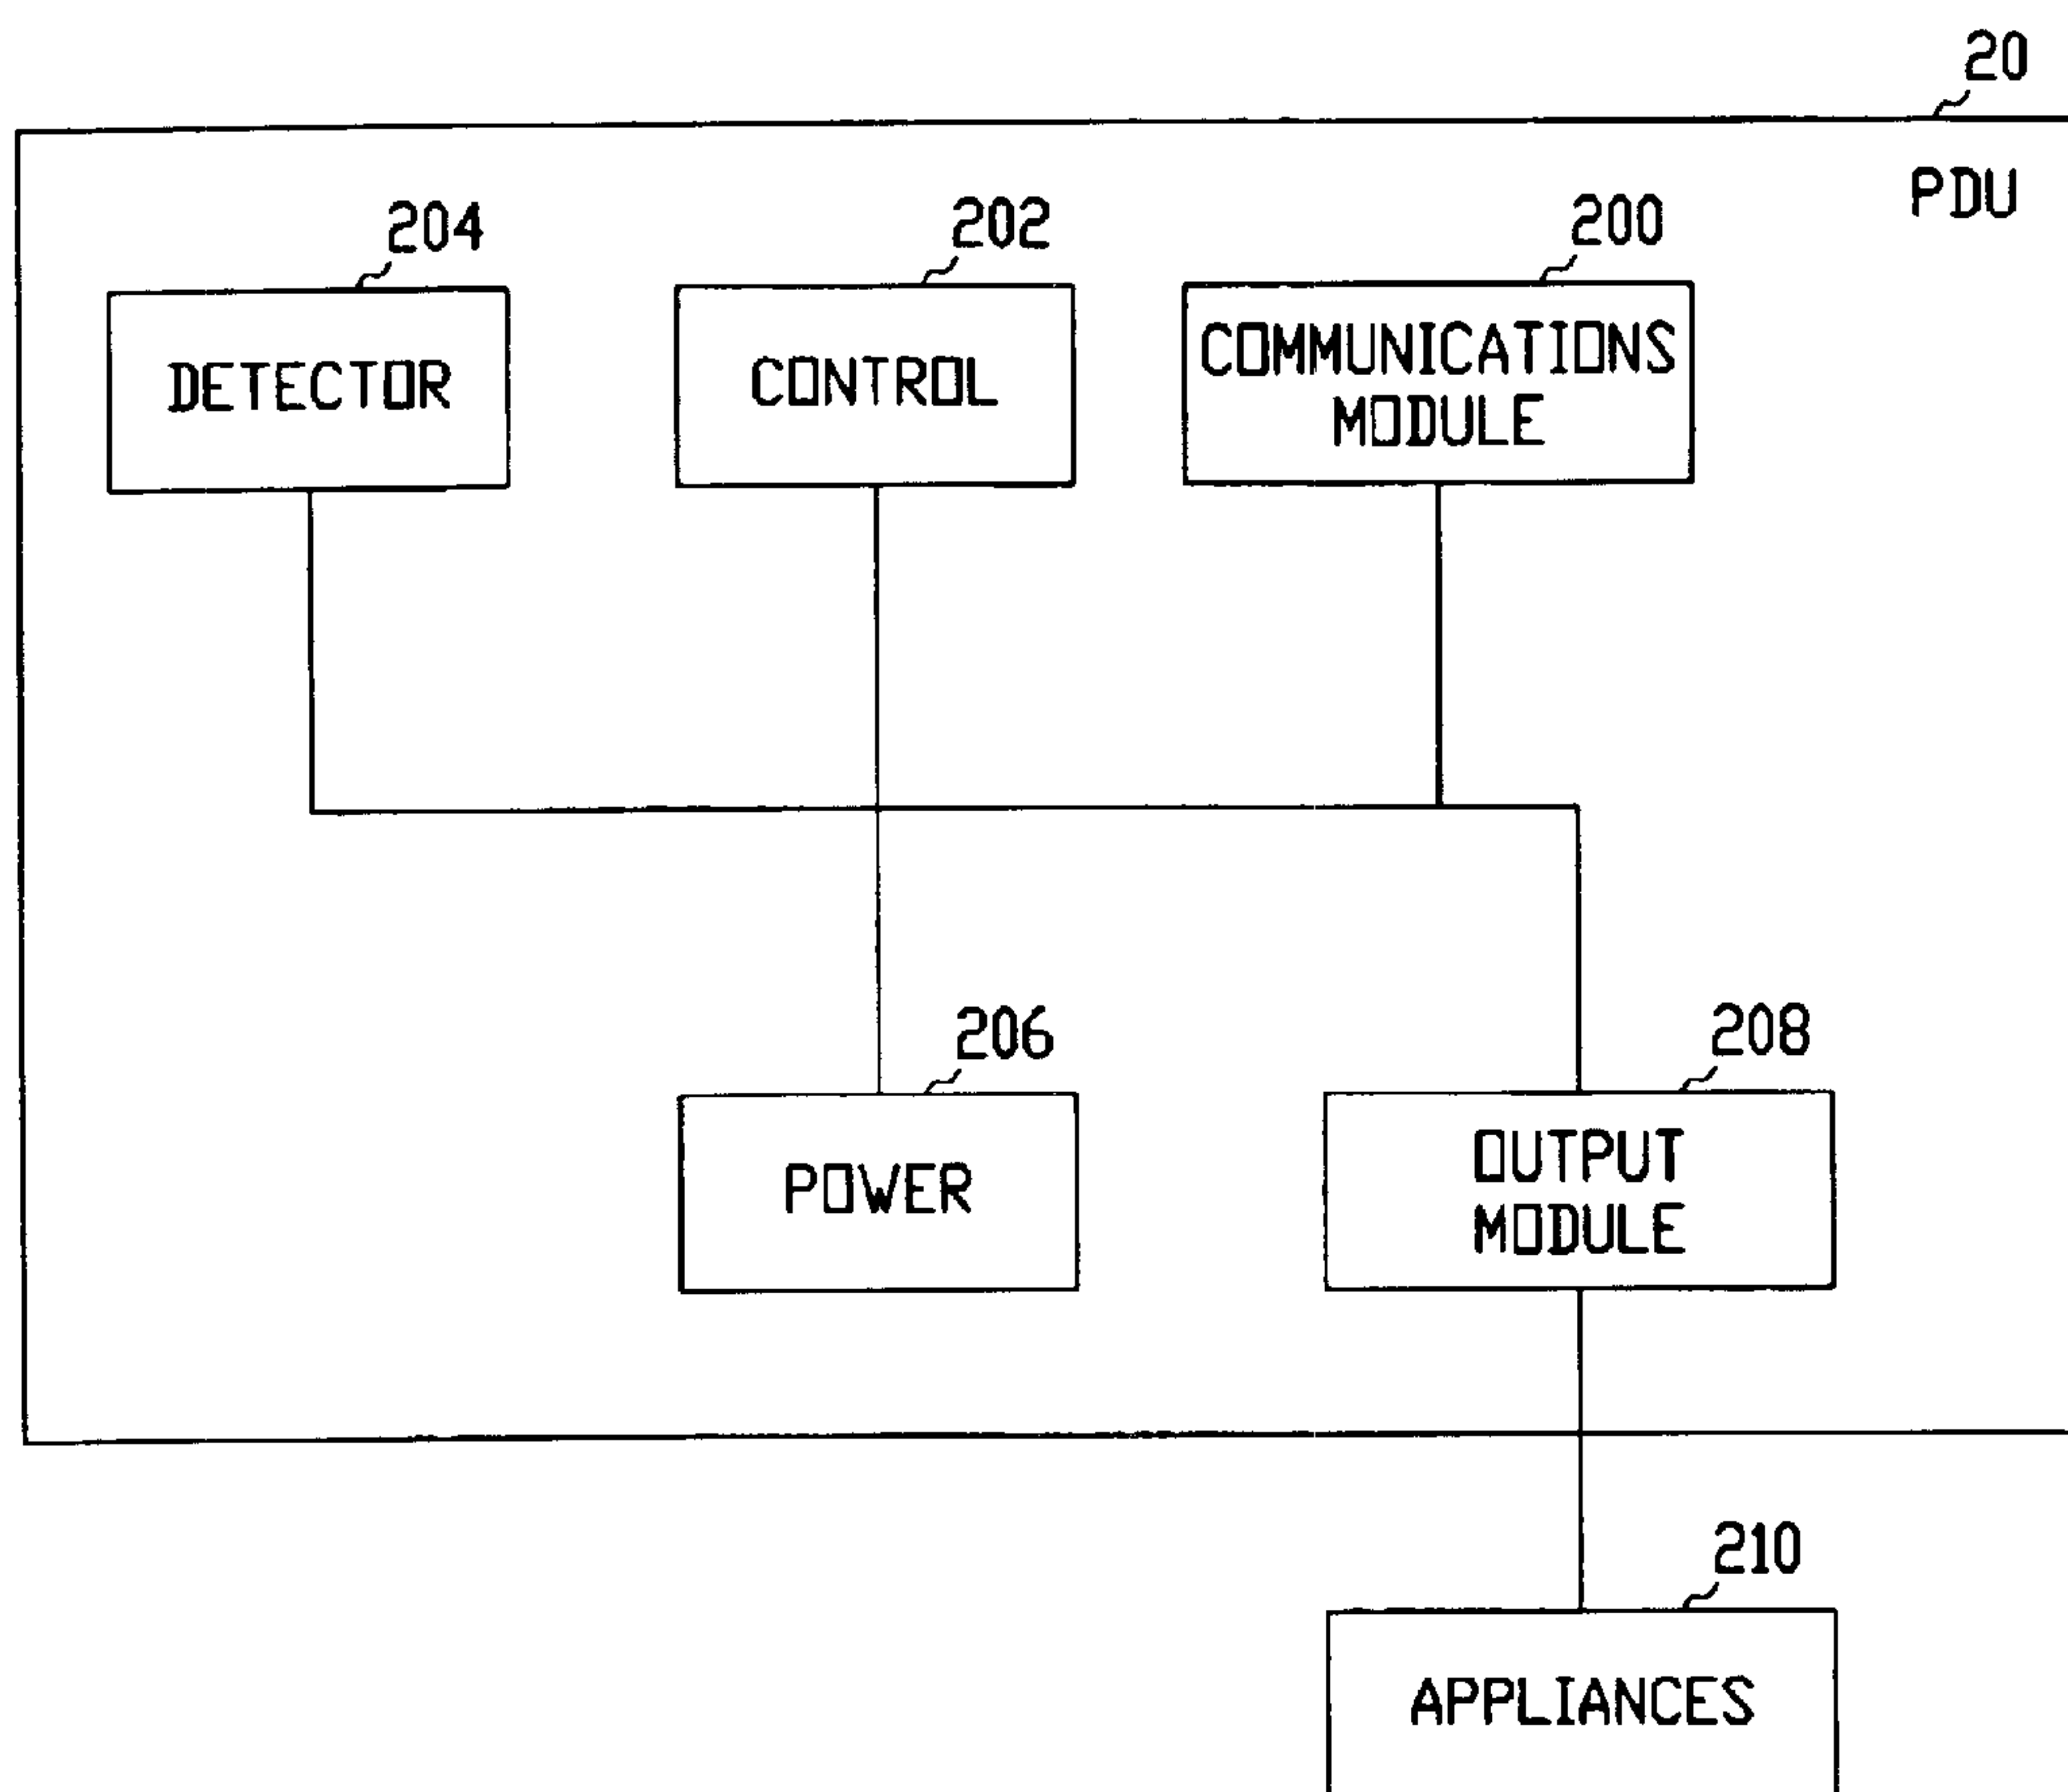 20
PDU
204
202
200
DETECTOR
CONTROL
COMMUNICATIONS
MODULE
206
208
POWER
OUTPUT
MODULE
210
APPLIANCES